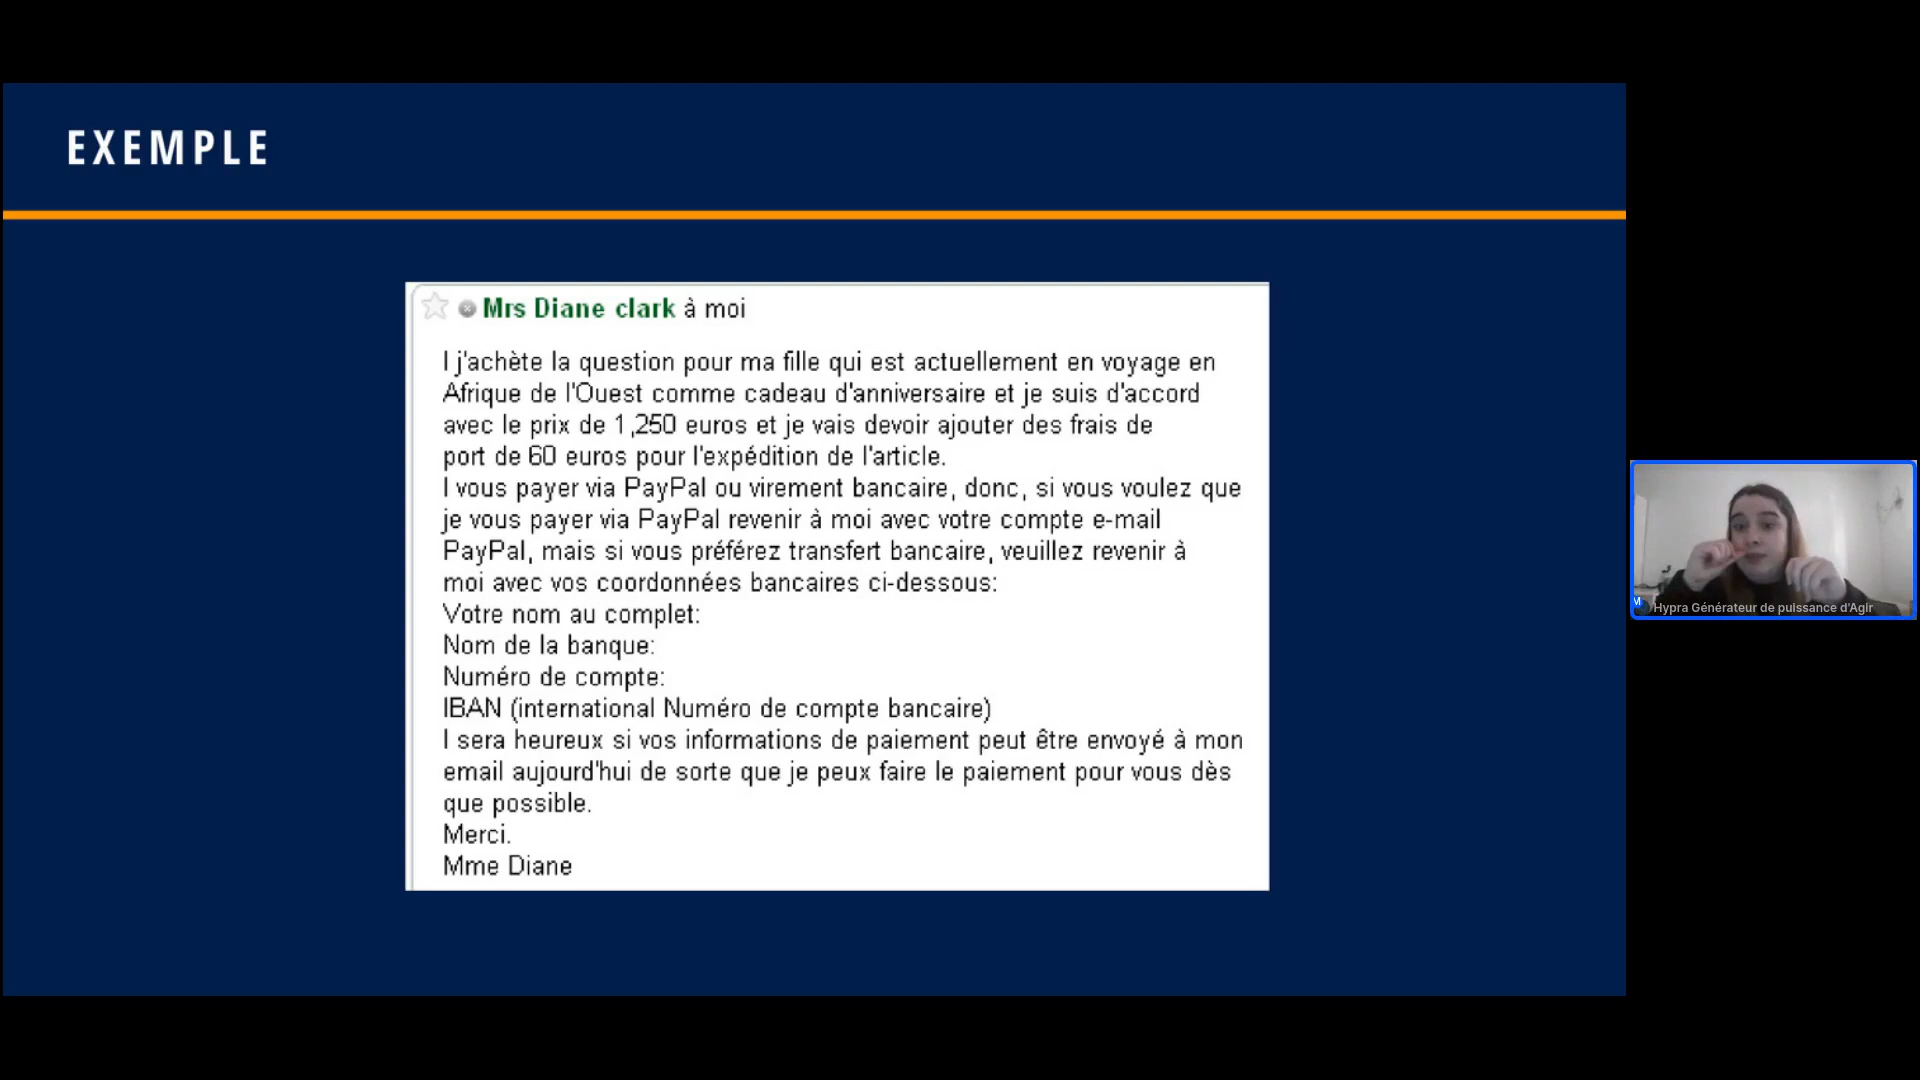 EXEMPLE
Mrs Diane clark à moi
I j'achète la question pour ma fille qui est actuellement en voyage en
Afrique de l'Ouest comme cadeau d'anniversaire et je suis d'accord
avec le prix de 1,250 euros et je vais devoir ajouter des frais de
port de 60 euros pour l'expédition de l'article.
I vous payer via PayPal ou virement bancaire, donc, si vous voulez que
je vous payer via PayPal revenir à moi avec votre compte e-mail
PayPal, mais si vous préférez transfert bancaire, veuillez revenir à
moi avec vos coordonnées bancaires ci-dessous:
Votre nom au complet:
Nom de la banque:
Numéro de compte:
IBAN (international Numéro de compte bancaire)
I sera heureux si vos informations de paiement peut être envoyé à mon
email aujourd'hui de sorte que je peux faire le paiement pour vous dès
que possible.
Merci.
Mme Diane
M
Hypra Générateur de puissance d'Agir